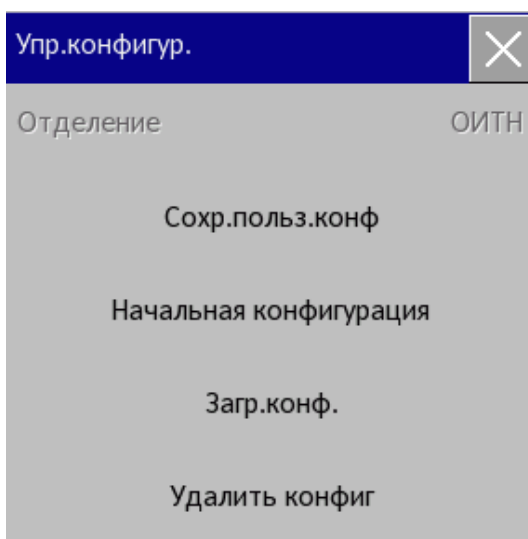 Упр.конфигур.
Отделение ОИТН
Сохр.польз.конф
Начальная конфигурация
Загр.конф.
Удалить конфиг